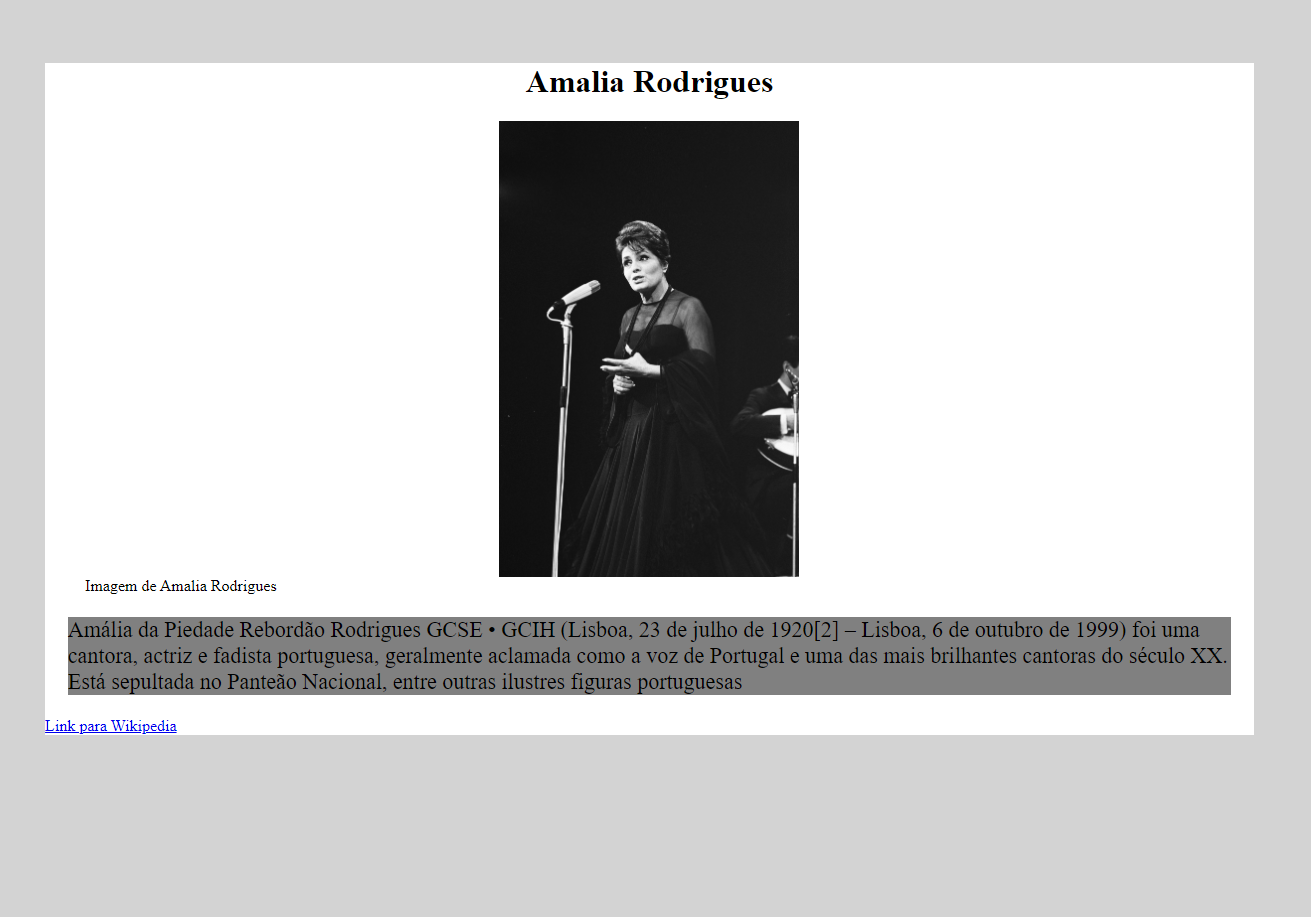 Amalia Rodrigues
Imagem de Amalia Rodrigues
Amália da Piedade Rebordão Rodrigues GCSE • GCIH (Lisboa, 23 de julho de 1920[2] – Lisboa, 6 de outubro de 1999) foi uma
cantora, actriz e fadista portuguesa, geralmente aclamada como a voz de Portugal e uma das mais brilhantes cantoras do século XX.
Está sepultada no Panteão Nacional, entre outras ilustres figuras portuguesas
Link para Wikipedia